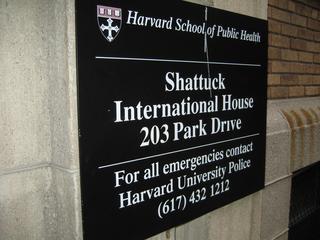 Harvard School of Public Health
Shattuck
International House
203 Park Drive
For all emergencies contact
Harvard University Police
(617) 432 1212